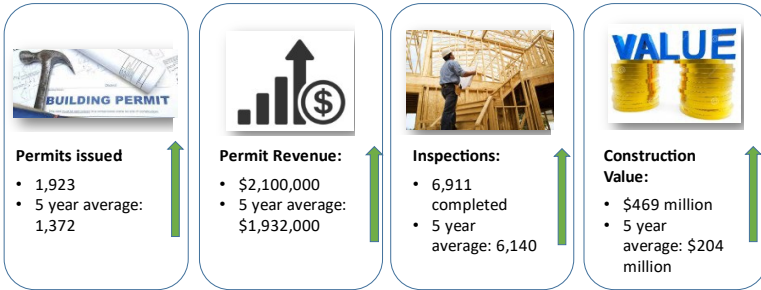 BUILDING PERMIT
Permits issued
• 1,923
• 5 year average:
1,372
$
Permit Revenue:
• $2,100,000
• 5 year average:
$1,932,000
Inspections:
• 6,911
completed
• 5 year
average: 6,140
VALUE
Construction
Value:
• $469 million
• 5 year
average: $204
million